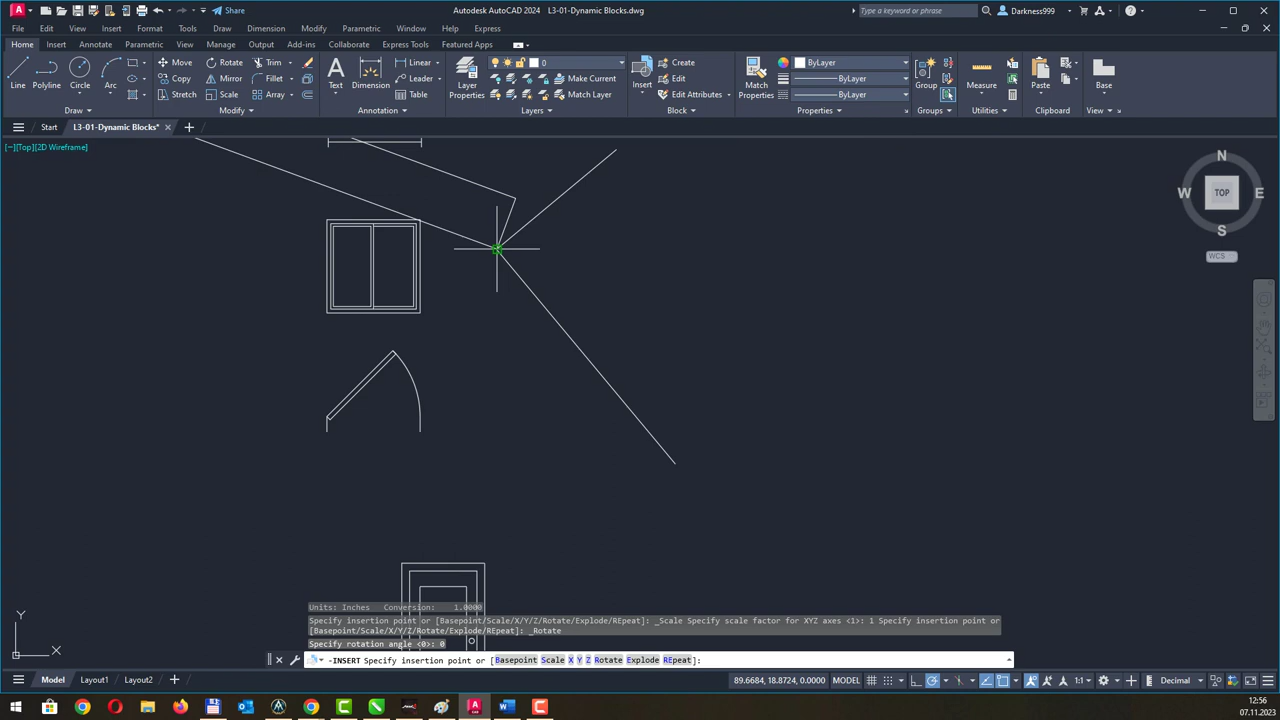 Share
Autodesk AutoCAD 2024 L3-01-Dynamic Blocks.dwg
Type a keyword or phrase
Darkness999
File Edit View Insert Format Tools Draw Dimension Modify Parametric Window Help Express
Home Insert Annotate Parametric View Manage Output Add-ins Collaborate Express Tools Featured Apps
Line Polyline Circle Arc
Move Rotate Trim
Copy Mirror Fillet
Stretch Scale Array
Text Dimension
Linear
Leader
Table
Layer Properties
0
Make Current
Match Layer
Insert
Create
Edit
Edit Attributes
Match Properties
ByLayer
ByLayer
ByLayer
Group
Measure
Paste
Base
Draw Modify Annotation Layers Block Properties Groups Utilities Clipboard View
Start L3-01-Dynamic Blocks*
[−][Top][2D Wireframe]
N
W TOP E
S
WCS
Y
X
Units: Inches Conversion: 1.0000
Specify insertion point or [Basepoint/Scale/X/Y/Z/Rotate/Explode/REpeat]: _Scale Specify scale factor for XYZ axes <1>: 1 Specify insertion point or
[Basepoint/Scale/X/Y/Z/Rotate/Explode/REpeat]: _Rotate
Specify rotation angle <0>: 0
-INSERT Specify insertion point or [Basepoint Scale X Y Z Rotate Explode REpeat]:
Model Layout1 Layout2
89.6684, 18.8724, 0.0000 MODEL
1:1
Decimal
12:56
07.11.2023